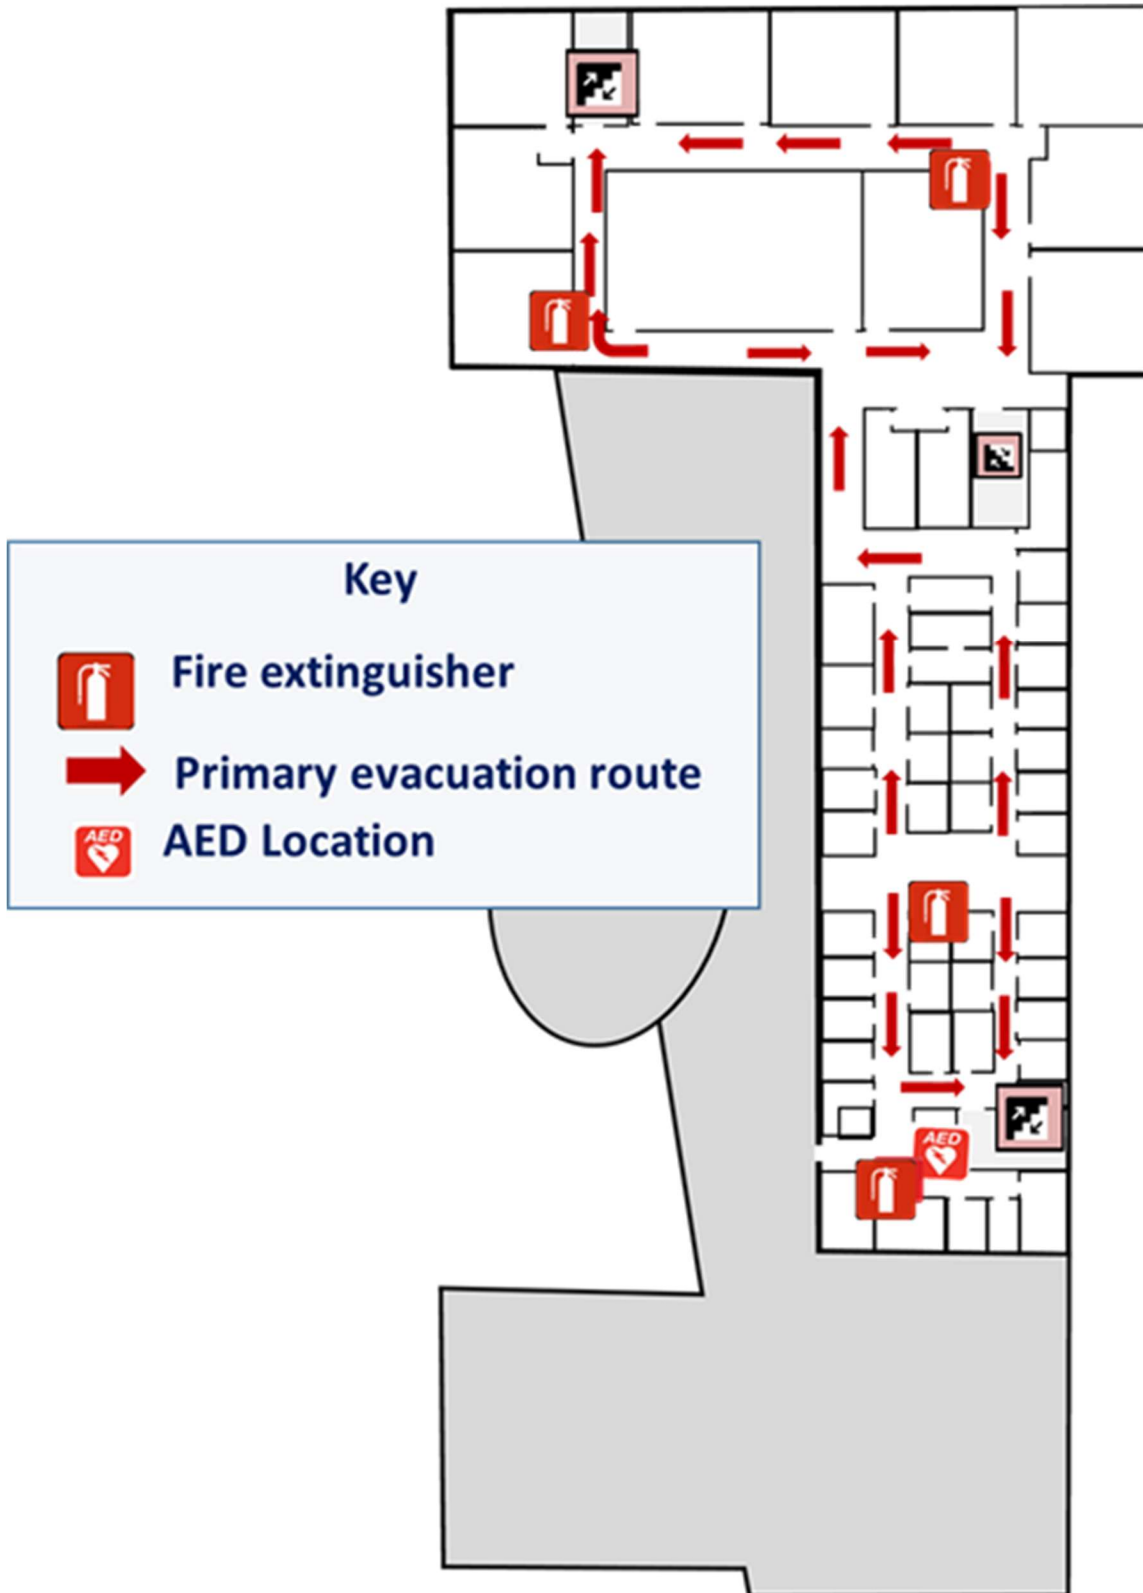 Key
Fire extinguisher
Primary evacuation route
AED
AED Location
AED